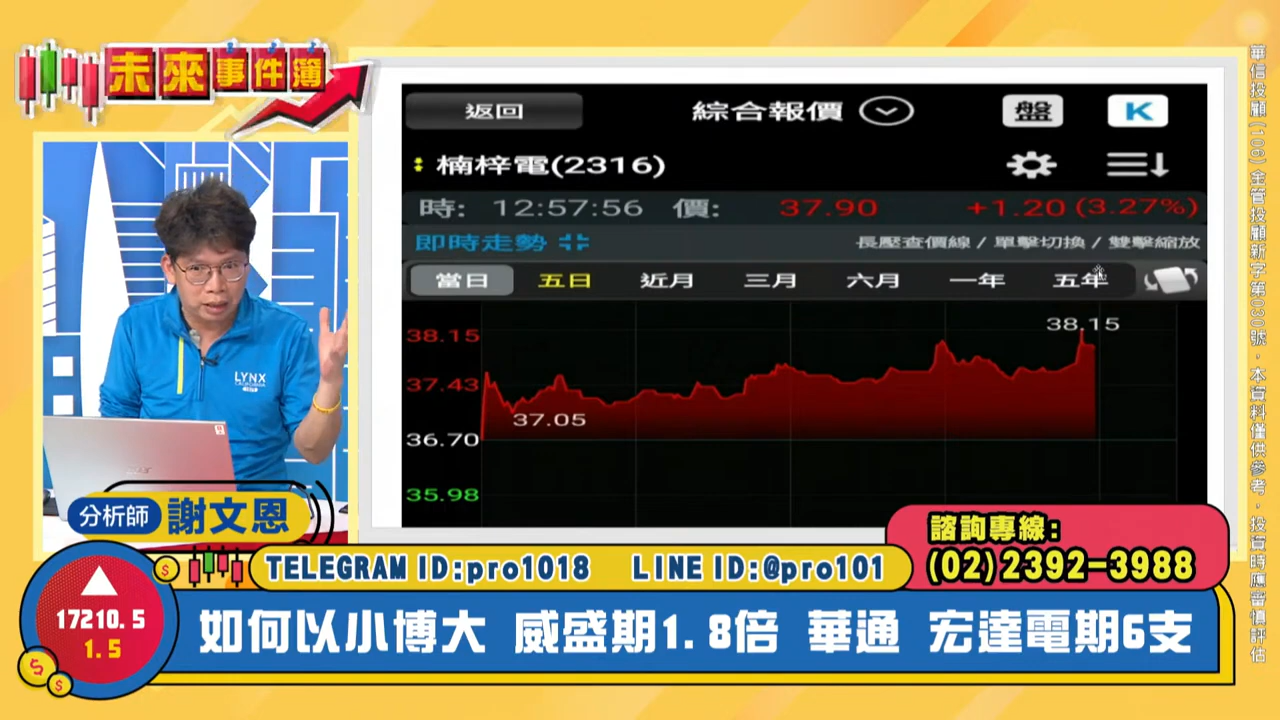 未來事件簿
返回
綜合報價
盤
K
楠梓電(2316)
時: 12:57:56 價: 37.90 +1.20 (3.27%)
即時走勢
長壓查價線 / 單擊切換 / 雙擊縮放
當日 五日 近月 三月 六月 一年 五年
38.15
38.15
37.43
37.05
36.70
35.98
LYNX
分析師 謝文恩
諮詢專線:
(02)2392-3988
TELEGRAM ID:pro1018 LINE ID:@pro101
17210.5
1.5
如何以小博大 威盛期1.8倍 華通 宏達電期6支
華信投顧(106)金管投顧新字第030號，本資料僅供參考，投資時應審慎評估